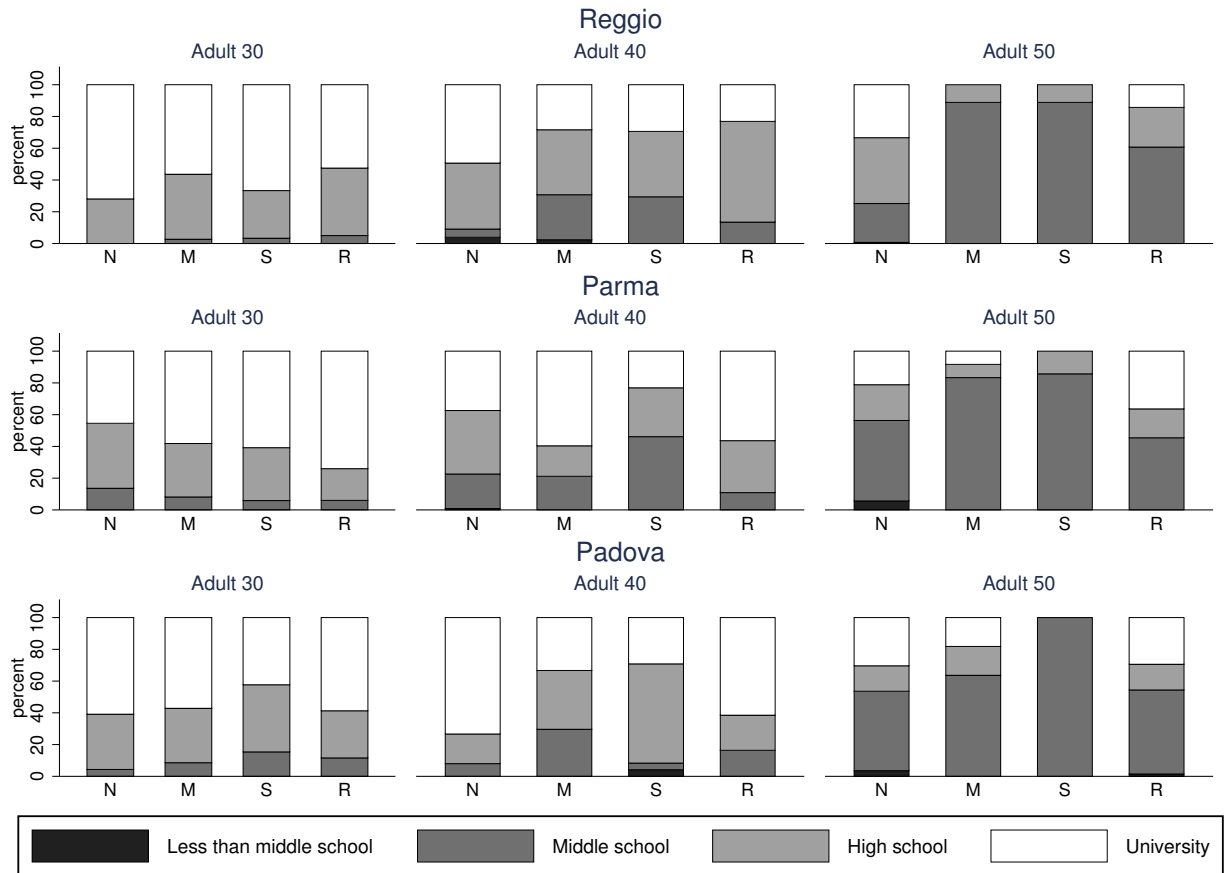 Reggio
Adult 30 Adult 40 Adult 50
percent
0 20 40 60 80 100
N M S R N M S R N M S R
Parma
Adult 30 Adult 40 Adult 50
percent
0 20 40 60 80 100
N M S R N M S R N M S R
Padova
Adult 30 Adult 40 Adult 50
percent
0 20 40 60 80 100
N M S R N M S R N M S R
Less than middle school Middle school High school University